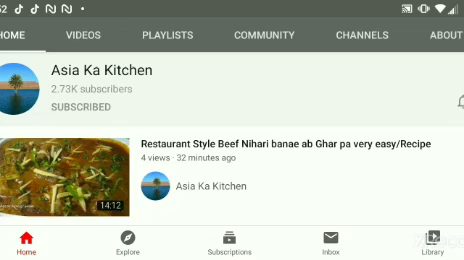 52
HOME VIDEOS PLAYLISTS COMMUNITY CHANNELS ABOUT
Asia Ka Kitchen
2.73K subscribers
SUBSCRIBED
Restaurant Style Beef Nihari banae ab Ghar pa very easy/Recipe
4 views · 32 minutes ago
Asia Ka Kitchen
14:12
Home Explore Subscriptions Inbox Library